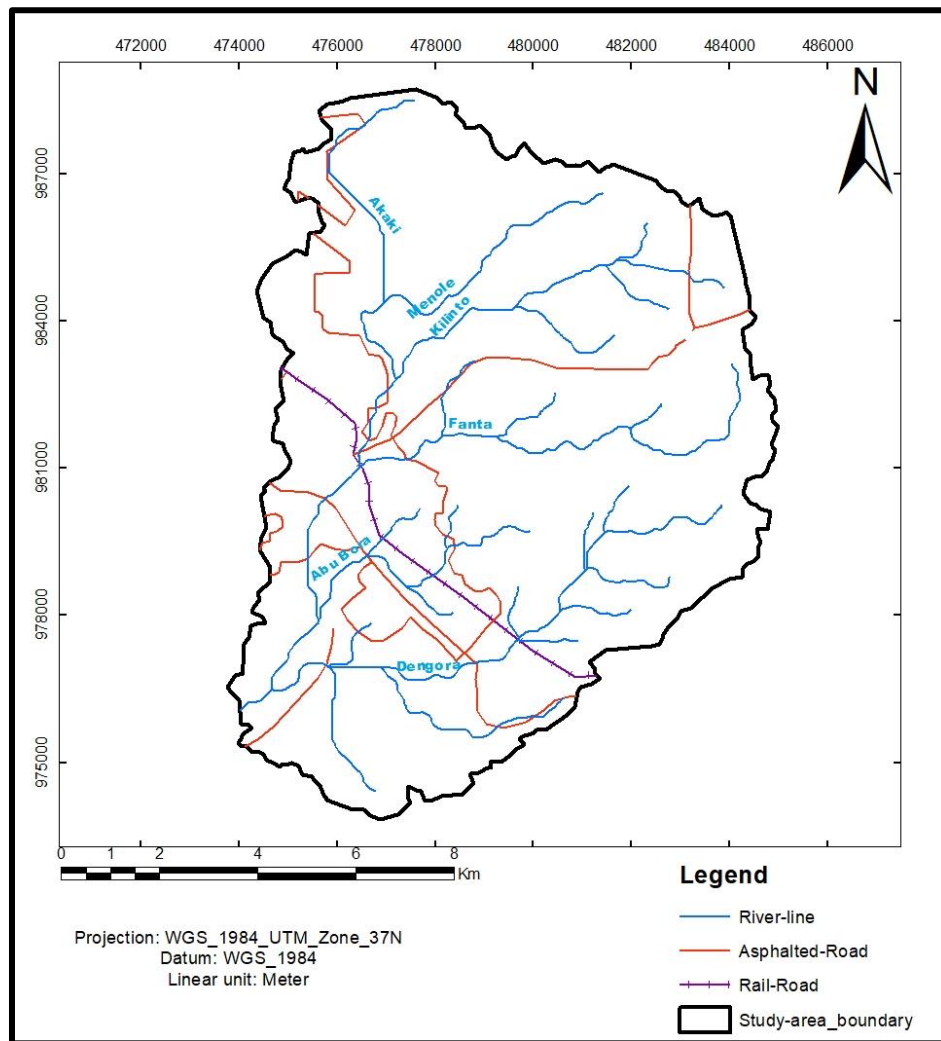 472000 474000 476000 478000 480000 482000 484000 486000
N
987000
Akaki
984000
Menole
Kilinto
Fanta
981000
Abu Bora
978000
Dengora
975000
0 1 2 4 6 8
Km
Legend
River-line
Asphalted-Road
Rail-Road
Study-area_boundary
Projection: WGS_1984_UTM_Zone_37N
Datum: WGS_1984
Linear unit: Meter